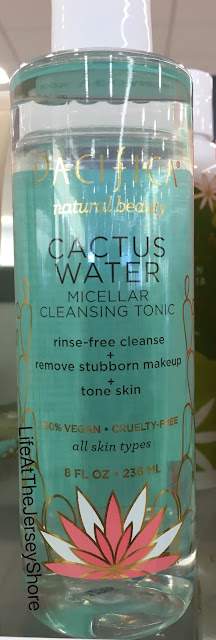 PACIFICA®
natural beauty
CACTUS
WATER
MICELLAR
CLEANSING TONIC
rinse-free cleanse
+
remove stubborn makeup
+
tone skin
100% VEGAN • CRUELTY-FREE
all skin types
8 FL OZ • 236 ML
LifeAtTheJerseyShore